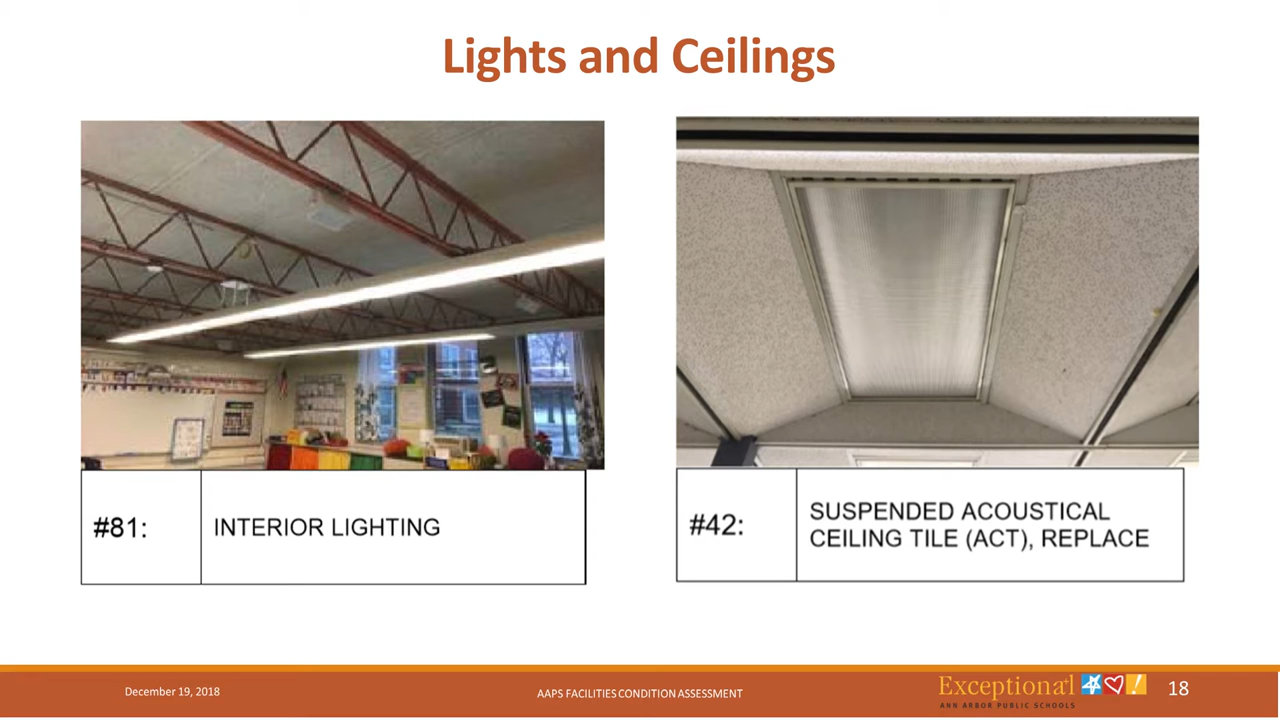 Lights and Ceilings
#81:
INTERIOR LIGHTING
#42:
SUSPENDED ACOUSTICAL
CEILING TILE (ACT), REPLACE
December 19, 2018
AAPS FACILITIES CONDITION ASSESSMENT
Exceptional
ANN ARBOR PUBLIC SCHOOLS
18